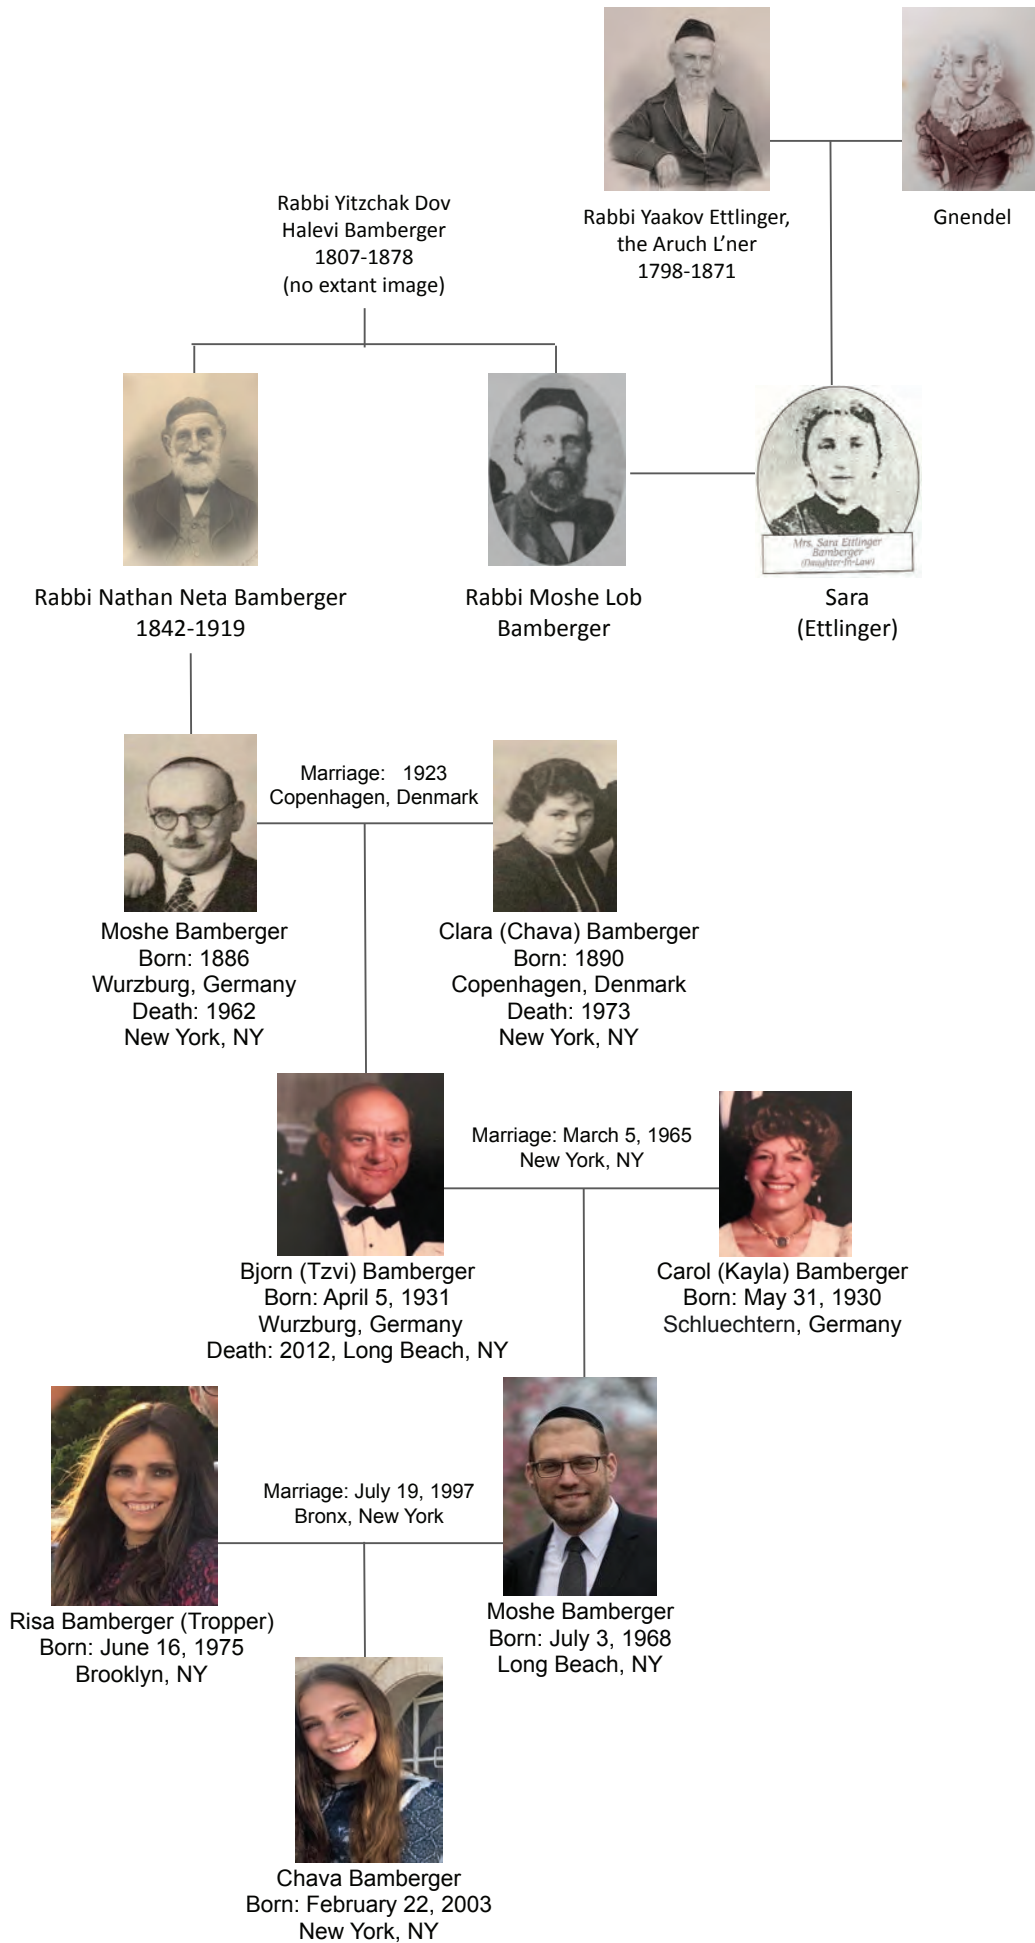 Rabbi Yitzchak Dov
Halevi Bamberger
1807-1878
(no extant image)
Rabbi Yaakov Ettlinger,
the Aruch L'ner
1798-1871
Gnendel
Mrs. Sara Ettlinger
Bamberger
(Daughter-In-Law)
Rabbi Nathan Neta Bamberger
1842-1919
Rabbi Moshe Lob
Bamberger
Sara
(Ettlinger)
Marriage: 1923
Copenhagen, Denmark
Moshe Bamberger
Born: 1886
Wurzburg, Germany
Death: 1962
New York, NY
Clara (Chava) Bamberger
Born: 1890
Copenhagen, Denmark
Death: 1973
New York, NY
Marriage: March 5, 1965
New York, NY
Bjorn (Tzvi) Bamberger
Born: April 5, 1931
Wurzburg, Germany
Death: 2012, Long Beach, NY
Carol (Kayla) Bamberger
Born: May 31, 1930
Schluechtern, Germany
Marriage: July 19, 1997
Bronx, New York
Risa Bamberger (Tropper)
Born: June 16, 1975
Brooklyn, NY
Moshe Bamberger
Born: July 3, 1968
Long Beach, NY
Chava Bamberger
Born: February 22, 2003
New York, NY